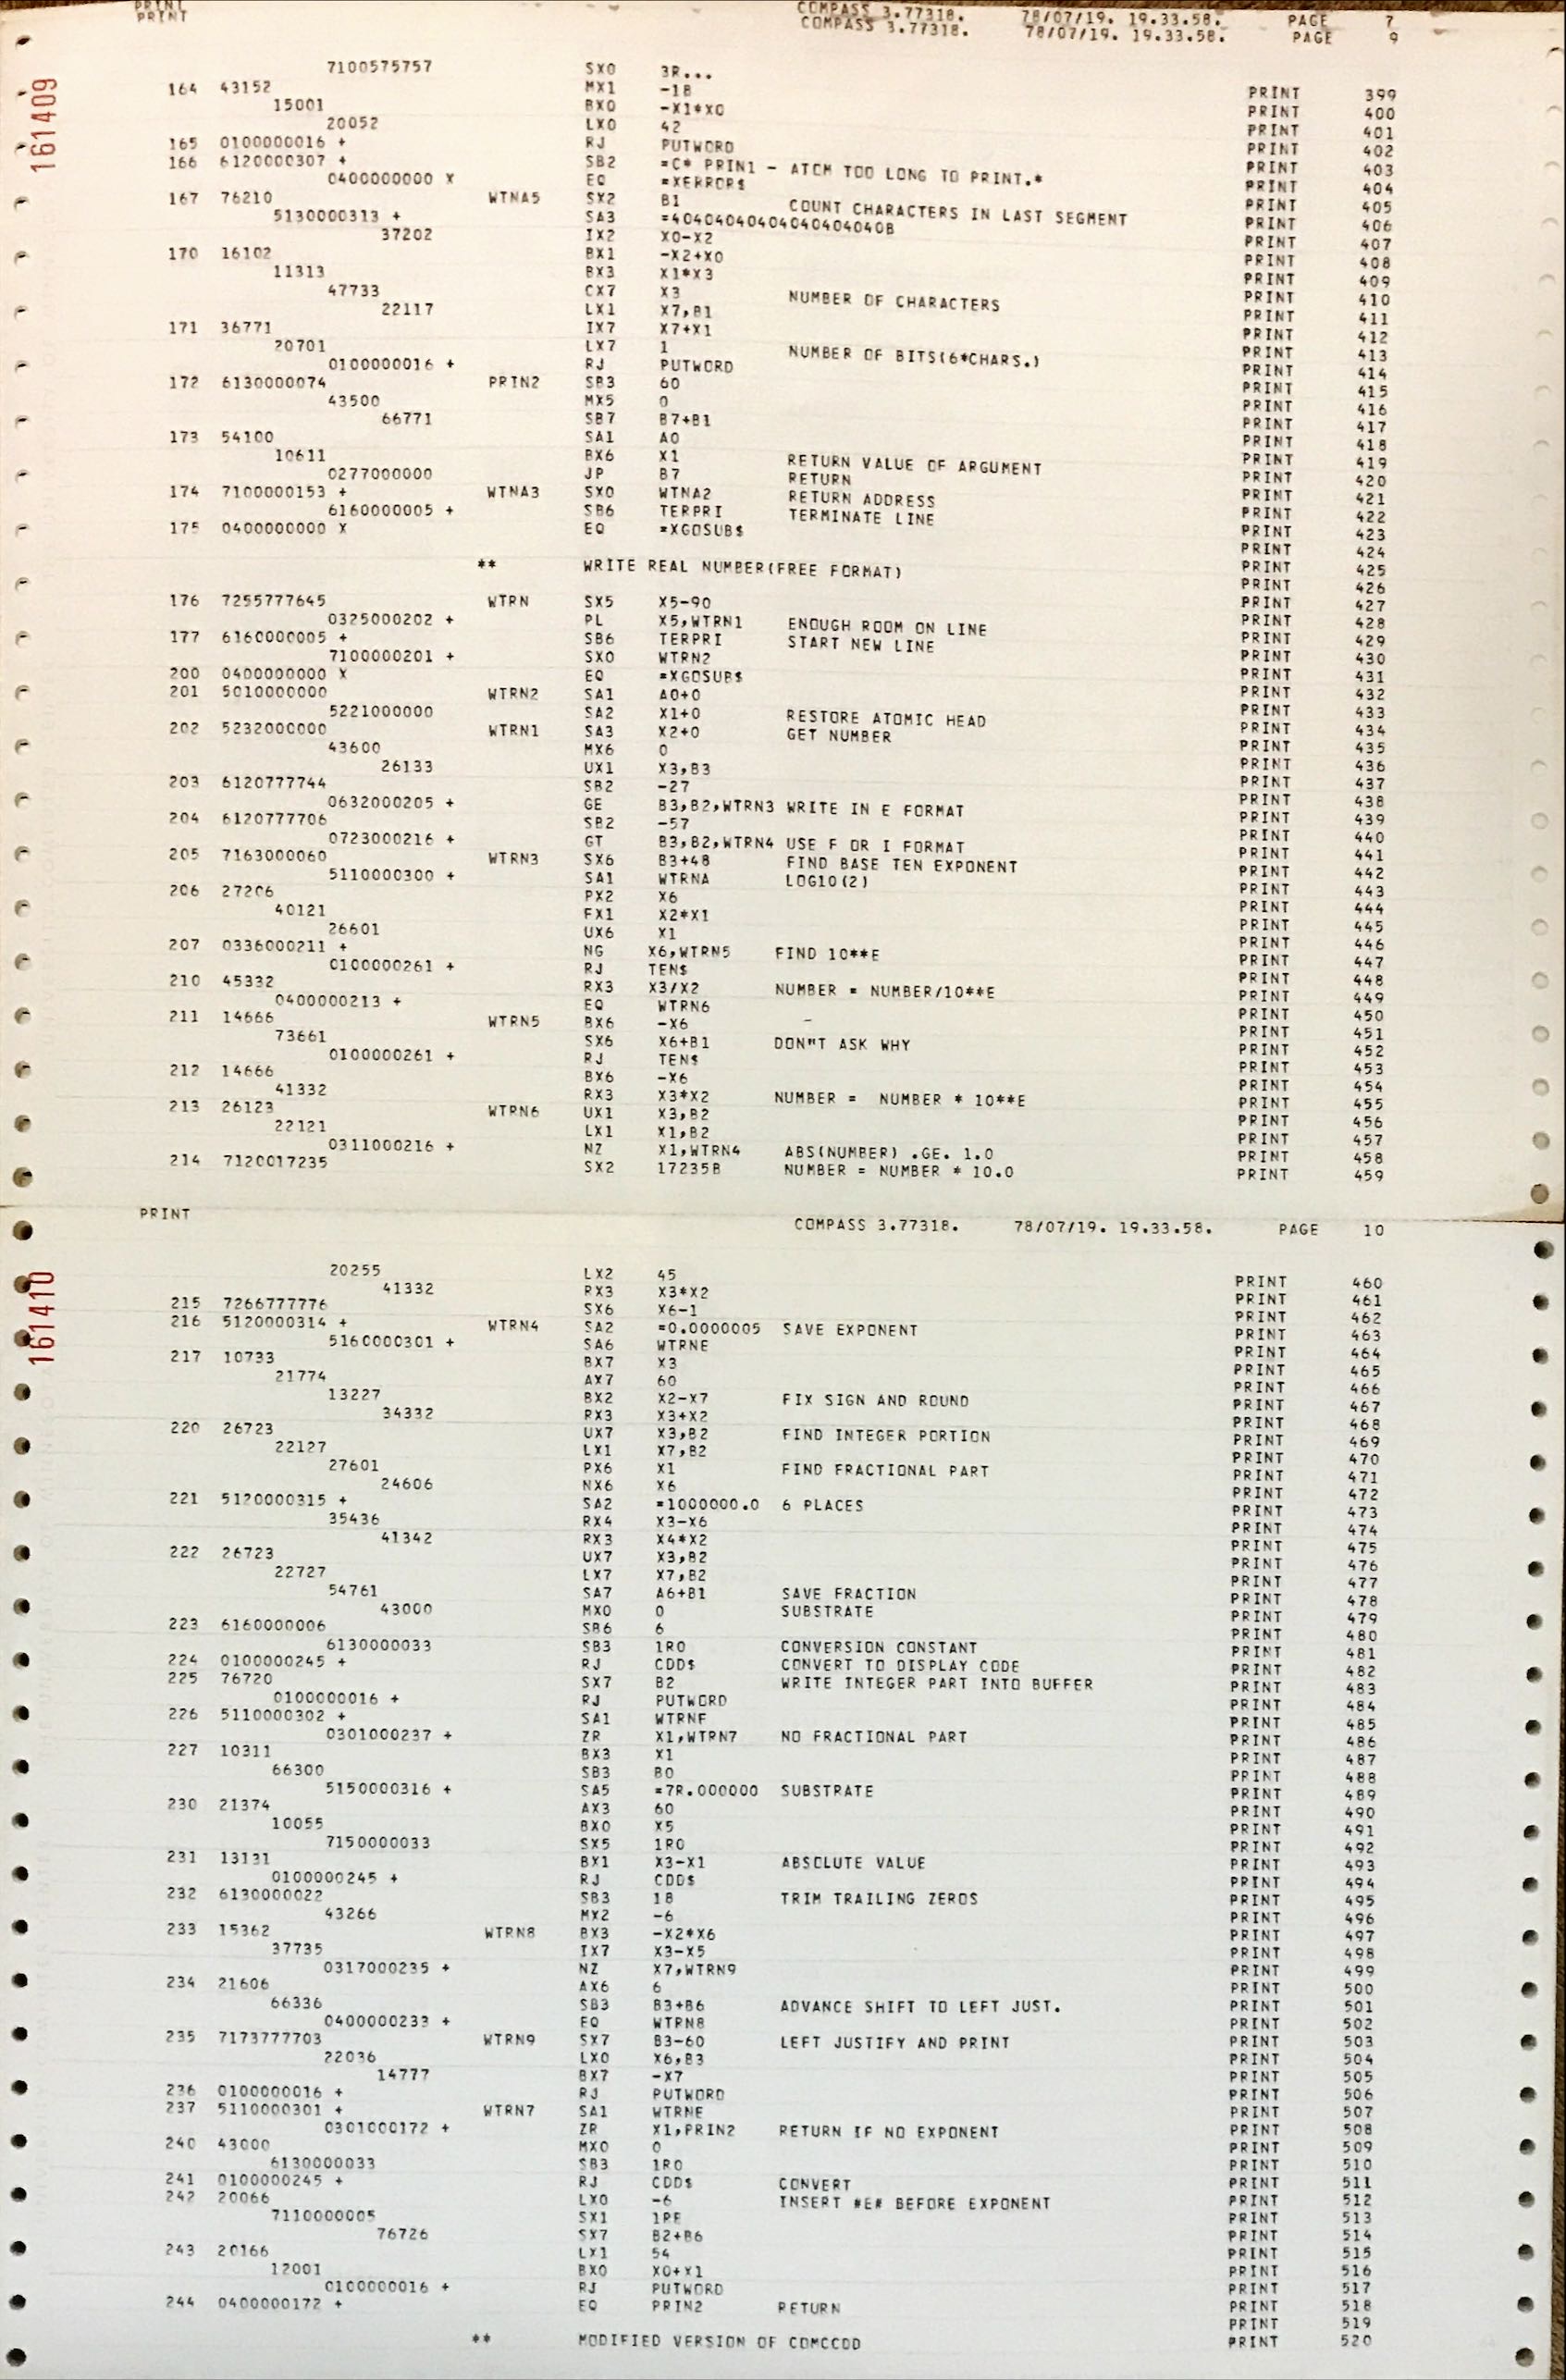 PRINT COMPASS 3.77318. 78/07/19. 19.33.58. PAGE 7
PRINT COMPASS 3.77318. 78/07/19. 19.33.58. PAGE 9
161409
7100575757 SX0 3R... PRINT 399
164 43152 MX1 -18 PRINT 400
15001 BX0 -X1*X0 PRINT 401
20052 LX0 42 PRINT 402
165 0100000016 + RJ PUTWORD PRINT 403
166 6120000307 + SB2 =C* PRIN1 - ATOM TOO LONG TO PRINT.* PRINT 404
0400000000 X EQ =XERROR$ PRINT 405
167 76210 WTNA5 SX2 B1 COUNT CHARACTERS IN LAST SEGMENT PRINT 406
5130000313 + SA3 =40404040404040404040B PRINT 407
37202 IX2 X0-X2 PRINT 408
170 16102 BX1 -X2+X0 PRINT 409
11313 BX3 X1*X3 PRINT 410
47733 CX7 X3 NUMBER OF CHARACTERS PRINT 411
22117 LX1 X7,B1 PRINT 412
171 36771 IX7 X7+X1 PRINT 413
20701 LX7 1 NUMBER OF BITS(6*CHARS.) PRINT 414
0100000016 + RJ PUTWORD PRINT 415
172 6130000074 PRIN2 SB3 60 PRINT 416
43500 MX5 0 PRINT 417
66771 SB7 B7+B1 PRINT 418
173 54100 SA1 A0 PRINT 419
10611 BX6 X1 RETURN VALUE OF ARGUMENT PRINT 420
0277000000 JP B7 RETURN PRINT 421
174 7100000153 + WTNA3 SX0 WTNA2 RETURN ADDRESS PRINT 422
6160000005 + SB6 TERPRI TERMINATE LINE PRINT 423
175 0400000000 X EQ =XGOSUB$ PRINT 424
PRINT 425
** WRITE REAL NUMBER(FREE FORMAT) PRINT 426
PRINT 427
176 7255777645 WTRN SX5 X5-90 PRINT 428
0325000202 + PL X5,WTRN1 ENOUGH ROOM ON LINE PRINT 429
177 6160000005 + SB6 TERPRI START NEW LINE PRINT 430
7100000201 + SX0 WTRN2 PRINT 431
200 0400000000 X EQ =XGOSUB$ PRINT 432
201 5010000000 WTRN2 SA1 A0+0 PRINT 433
5221000000 SA2 X1+0 RESTORE ATOMIC HEAD PRINT 434
202 5232000000 WTRN1 SA3 X2+0 GET NUMBER PRINT 435
43600 MX6 0 PRINT 436
26133 UX1 X3,B3 PRINT 437
203 6120777744 SB2 -27 PRINT 438
0632000205 + GE B3,B2,WTRN3 WRITE IN E FORMAT PRINT 439
204 6120777706 SB2 -57 PRINT 440
0723000216 + GT B3,B2,WTRN4 USE F OR I FORMAT PRINT 441
205 7163000060 WTRN3 SX6 B3+48 FIND BASE TEN EXPONENT PRINT 442
5110000300 + SA1 WTRNA LOG10(2) PRINT 443
206 27206 PX2 X6 PRINT 444
40121 FX1 X2*X1 PRINT 445
26601 UX6 X1 PRINT 446
207 0336000211 + NG X6,WTRN5 FIND 10**E PRINT 447
0100000261 + RJ TEN$ PRINT 448
210 45332 RX3 X3/X2 NUMBER = NUMBER/10**E PRINT 449
0400000213 + EQ WTRN6 PRINT 450
211 14666 WTRN5 BX6 -X6 PRINT 451
73661 SX6 X6+B1 DON"T ASK WHY PRINT 452
0100000261 + RJ TEN$ PRINT 453
212 14666 BX6 -X6 PRINT 454
41332 RX3 X3*X2 NUMBER = NUMBER * 10**E PRINT 455
213 26123 WTRN6 UX1 X3,B2 PRINT 456
22121 LX1 X1,B2 PRINT 457
0311000216 + NZ X1,WTRN4 ABS(NUMBER) .GE. 1.0 PRINT 458
214 7120017235 SX2 17235B NUMBER = NUMBER * 10.0 PRINT 459
PRINT COMPASS 3.77318. 78/07/19. 19.33.58. PAGE 10
161410
20255 LX2 45 PRINT 460
41332 RX3 X3*X2 PRINT 461
215 7266777776 SX6 X6-1 PRINT 462
216 5120000314 + WTRN4 SA2 =0.0000005 SAVE EXPONENT PRINT 463
5160000301 + SA6 WTRNE PRINT 464
217 10733 BX7 X3 PRINT 465
21774 AX7 60 PRINT 466
13227 BX2 X2-X7 FIX SIGN AND ROUND PRINT 467
34332 RX3 X3+X2 PRINT 468
220 26723 UX7 X3,B2 FIND INTEGER PORTION PRINT 469
22127 LX1 X7,B2 PRINT 470
27601 PX6 X1 FIND FRACTIONAL PART PRINT 471
24606 NX6 X6 PRINT 472
221 5120000315 + SA2 =1000000.0 6 PLACES PRINT 473
35436 RX4 X3-X6 PRINT 474
41342 RX3 X4*X2 PRINT 475
222 26723 UX7 X3,B2 PRINT 476
22727 LX7 X7,B2 PRINT 477
54761 SA7 A6+B1 SAVE FRACTION PRINT 478
43000 MX0 0 SUBSTRATE PRINT 479
223 6160000006 SB6 6 PRINT 480
6130000033 SB3 1R0 CONVERSION CONSTANT PRINT 481
224 0100000245 + RJ CDD$ CONVERT TO DISPLAY CODE PRINT 482
225 76720 SX7 B2 WRITE INTEGER PART INTO BUFFER PRINT 483
0100000016 + RJ PUTWORD PRINT 484
226 5110000302 + SA1 WTRNF PRINT 485
0301000237 + ZR X1,WTRN7 NO FRACTIONAL PART PRINT 486
227 10311 BX3 X1 PRINT 487
66300 SB3 B0 PRINT 488
5150000316 + SA5 =7R.000000 SUBSTRATE PRINT 489
230 21374 AX3 60 PRINT 490
10055 BX0 X5 PRINT 491
7150000033 SX5 1R0 PRINT 492
231 13131 BX1 X3-X1 ABSOLUTE VALUE PRINT 493
0100000245 + RJ CDD$ PRINT 494
232 6130000022 SB3 18 TRIM TRAILING ZEROS PRINT 495
43266 MX2 -6 PRINT 496
233 15362 WTRN8 BX3 -X2*X6 PRINT 497
37735 IX7 X3-X5 PRINT 498
0317000235 + NZ X7,WTRN9 PRINT 499
234 21606 AX6 6 PRINT 500
66336 SB3 B3+B6 ADVANCE SHIFT TO LEFT JUST. PRINT 501
0400000233 + EQ WTRN8 PRINT 502
235 7173777703 WTRN9 SX7 B3-60 LEFT JUSTIFY AND PRINT PRINT 503
22036 LX0 X6,B3 PRINT 504
14777 BX7 -X7 PRINT 505
236 0100000016 + RJ PUTWORD PRINT 506
237 5110000301 + WTRN7 SA1 WTRNE PRINT 507
0301000172 + ZR X1,PRIN2 RETURN IF NO EXPONENT PRINT 508
240 43000 MX0 0 PRINT 509
6130000033 SB3 1R0 PRINT 510
241 0100000245 + RJ CDD$ CONVERT PRINT 511
242 20066 LX0 -6 INSERT #E# BEFORE EXPONENT PRINT 512
7110000005 SX1 1RE PRINT 513
76726 SX7 B2+B6 PRINT 514
243 20166 LX1 54 PRINT 515
12001 BX0 X0+X1 PRINT 516
0100000016 + RJ PUTWORD PRINT 517
244 0400000172 + EQ PRIN2 RETURN PRINT 518
PRINT 519
** MODIFIED VERSION OF COMCCDD PRINT 520